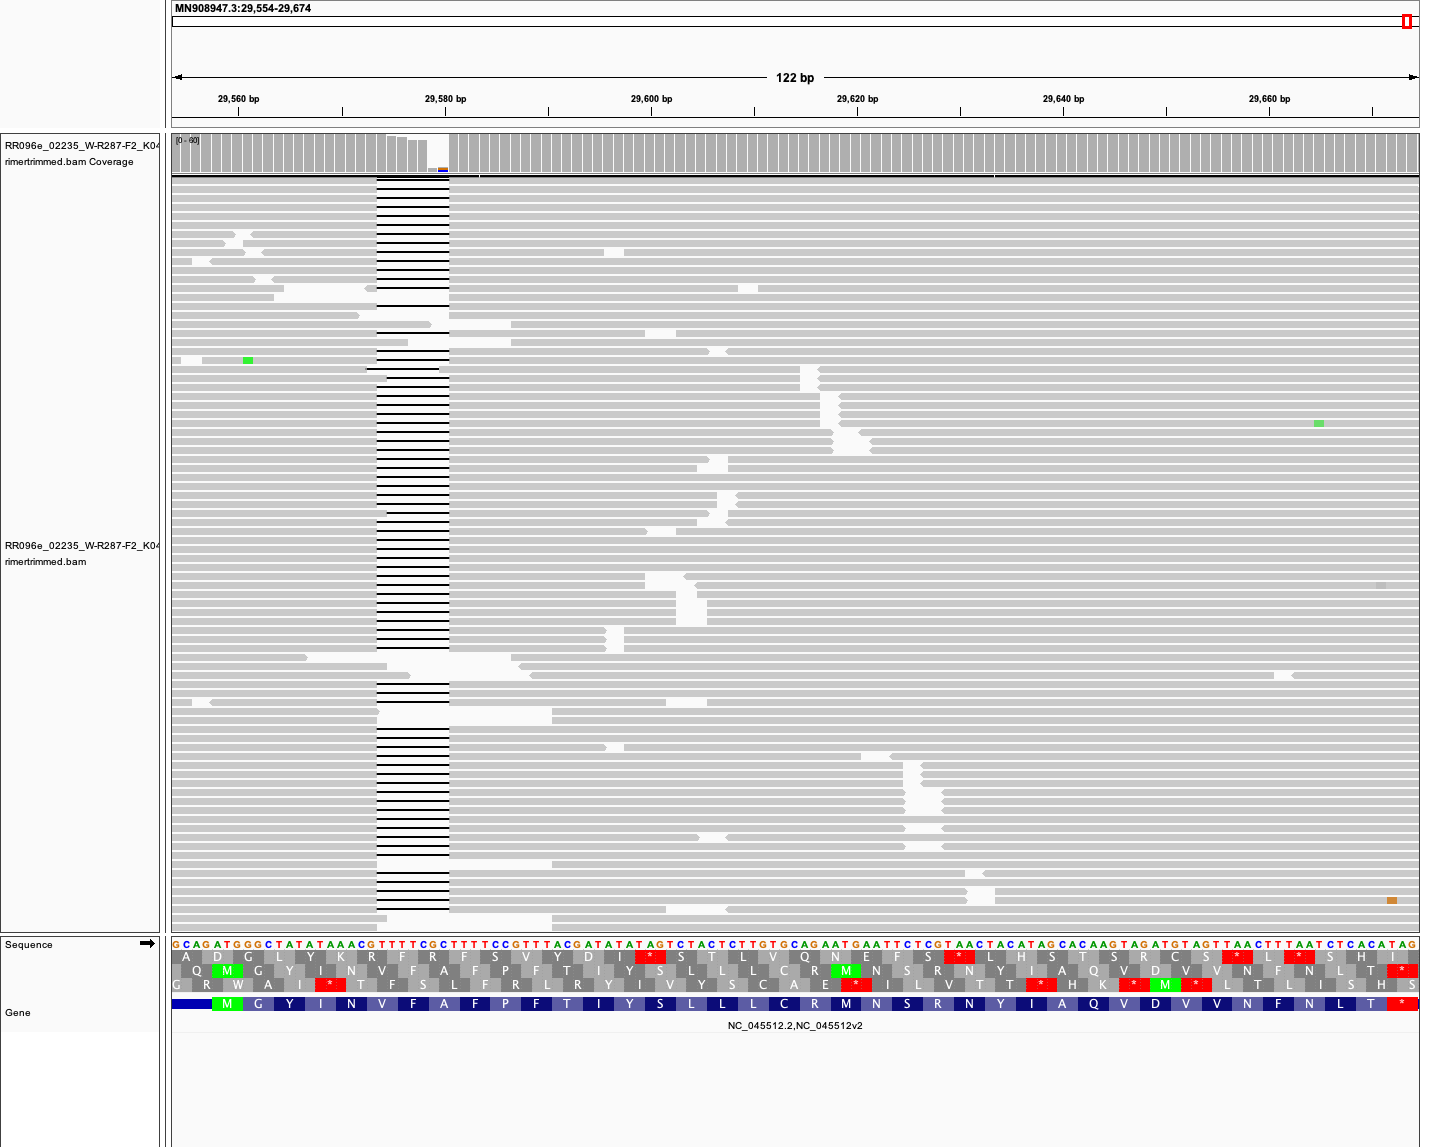 MN908947.3:29,554-29,674
122 bp
29,560 bp 29,580 bp 29,600 bp 29,620 bp 29,640 bp 29,660 bp
RR096e_02235_W-R287-F2_K04
rimertrimmed.bam Coverage
[0 - 60]
RR096e_02235_W-R287-F2_K04
rimertrimmed.bam
Sequence
GCAGATGGGCTATATAAACGTTTTCGCTTTTCCGTTTACGATATATAGTCTACTCTTGTGCAGAATGAATTCTCGTAACTACATAGCACAAGTAGATGTAGTTAACTTTAATCTCACATAG
A D G L Y K R F R F S V Y D I * S T L V Q N E F S * L H S T S R C S * L * S H I
Q M G Y I N V F A F P F T I Y S L L L C R M N S R N Y I A Q V D V V N F N L T *
G R W A I * T F S L F R L R Y I V Y S C A E * I L V T T * H K * M * L T L I S H S
Gene
M G Y I N V F A F P F T I Y S L L L C R M N S R N Y I A Q V D V V N F N L T *
NC_045512.2,NC_045512v2